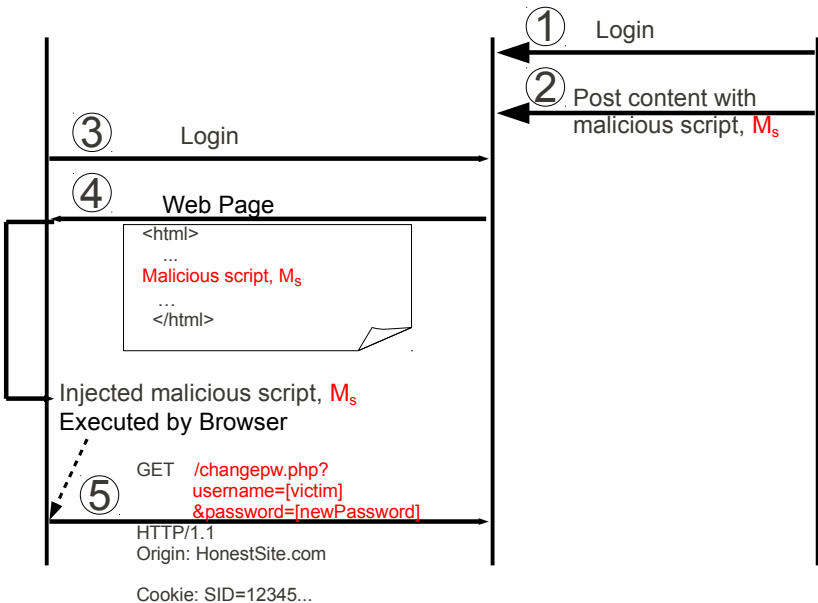 ① Login
② Post content with
malicious script, Ms
③ Login
④ Web Page
<html>
...
Malicious script, Ms
...
</html>
Injected malicious script, Ms
Executed by Browser
GET /changepw.php?
username=[victim]
⑤ &password=[newPassword]
HTTP/1.1
Origin: HonestSite.com
Cookie: SID=12345...